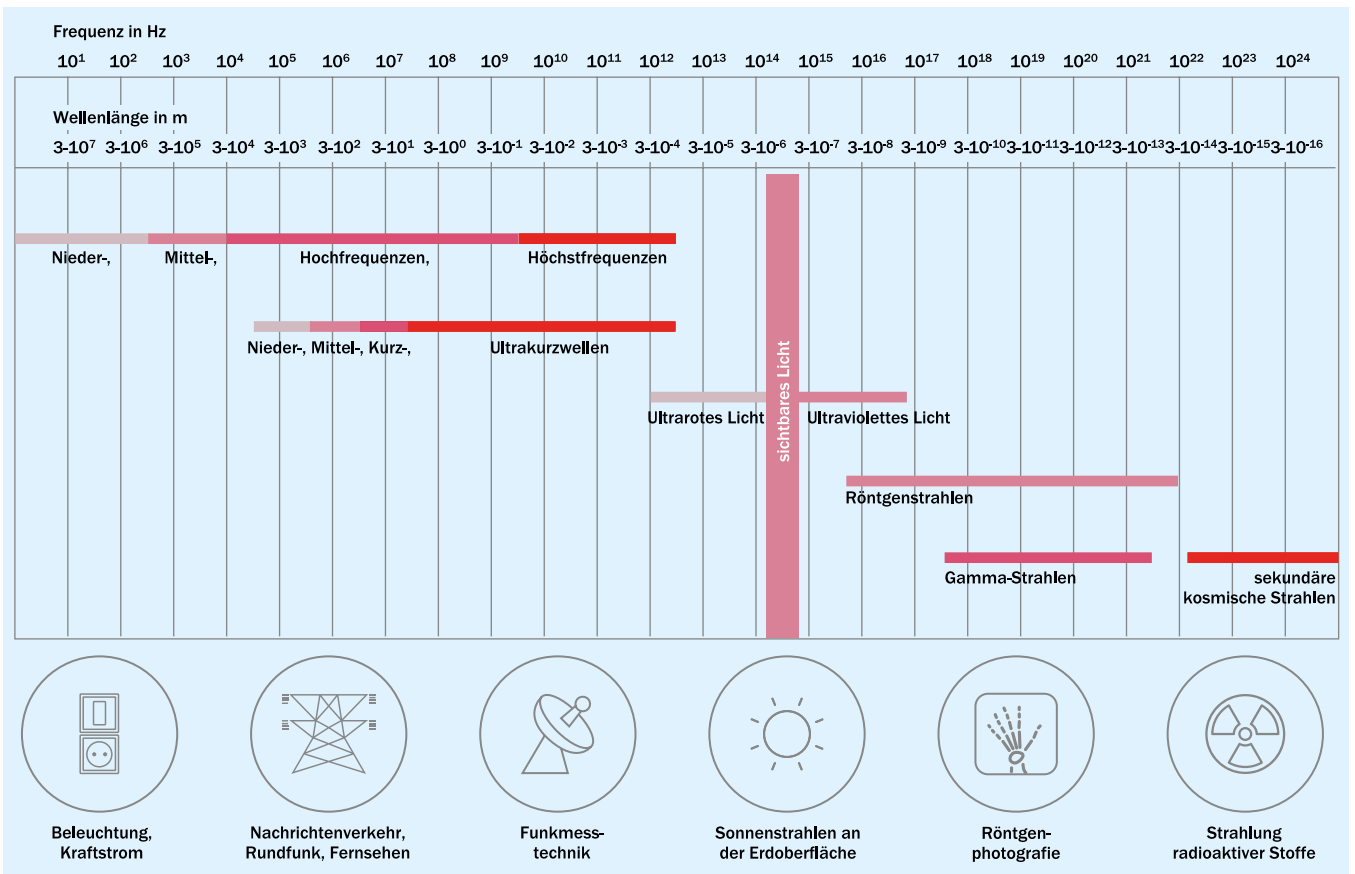 Frequenz in Hz
10¹ 10² 10³ 10⁴ 10⁵ 10⁶ 10⁷ 10⁸ 10⁹ 10¹⁰ 10¹¹ 10¹² 10¹³ 10¹⁴ 10¹⁵ 10¹⁶ 10¹⁷ 10¹⁸ 10¹⁹ 10²⁰ 10²¹ 10²² 10²³ 10²⁴
Wellenlänge in m
3-10⁷ 3-10⁶ 3-10⁵ 3-10⁴ 3-10³ 3-10² 3-10¹ 3-10⁰ 3-10⁻¹ 3-10⁻² 3-10⁻³ 3-10⁻⁴ 3-10⁻⁵ 3-10⁻⁶ 3-10⁻⁷ 3-10⁻⁸ 3-10⁻⁹ 3-10⁻¹⁰ 3-10⁻¹¹ 3-10⁻¹² 3-10⁻¹³ 3-10⁻¹⁴ 3-10⁻¹⁵ 3-10⁻¹⁶
Nieder-, Mittel-, Hochfrequenzen, Höchstfrequenzen
Nieder-, Mittel-, Kurz-, Ultrakurzwellen
sichtbares Licht
Ultrarotes Licht Ultraviolettes Licht
Röntgenstrahlen
Gamma-Strahlen
sekundäre
kosmische Strahlen
Beleuchtung,
Kraftstrom
Nachrichtenverkehr,
Rundfunk, Fernsehen
Funkmess-
technik
Sonnenstrahlen an
der Erdoberfläche
Röntgen-
photografie
Strahlung
radioaktiver Stoffe